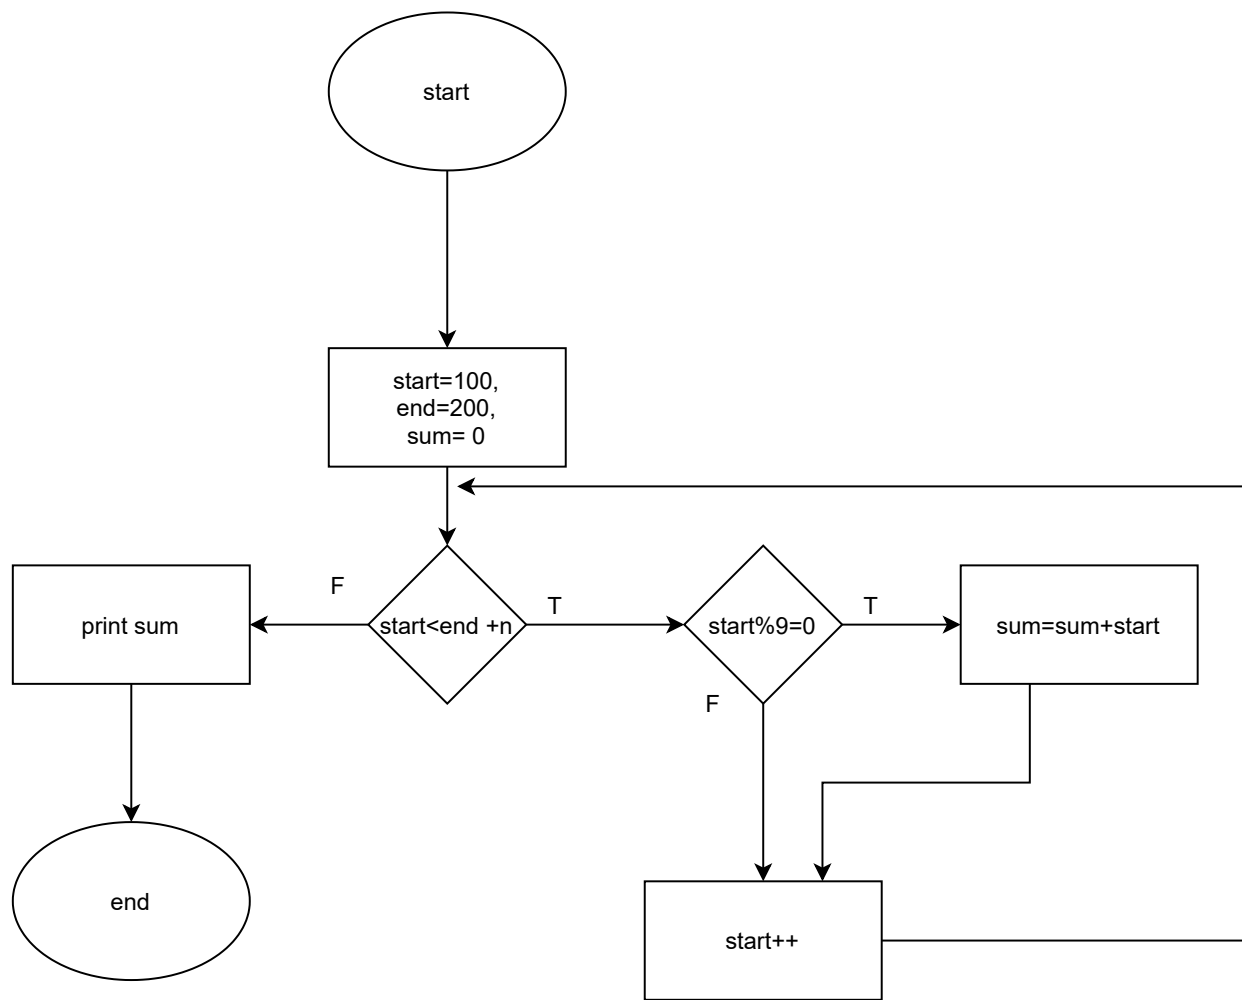 start
start=100,
end=200,
sum= 0
F
T
T
print sum
start<end +n
start%9=0
sum=sum+start
F
end
start++